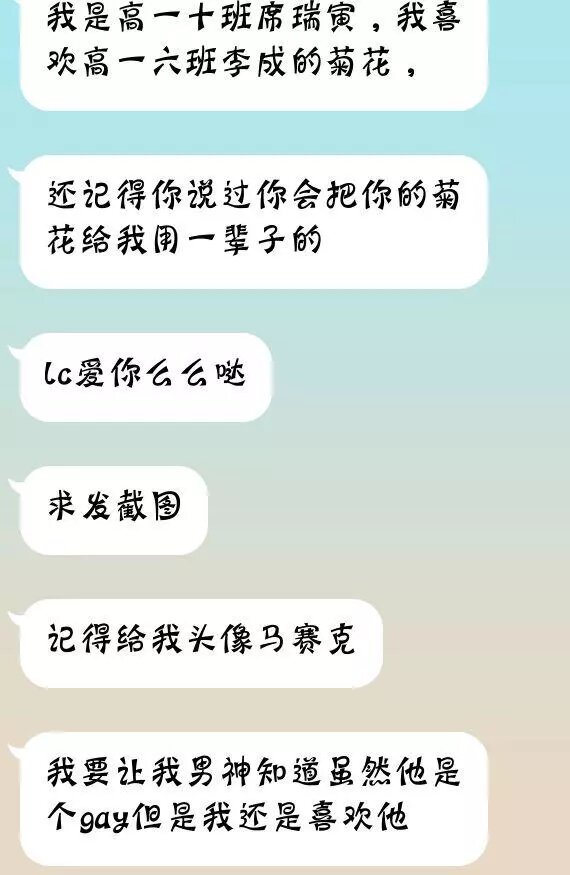 我是高一十班席瑞寅，我喜
欢高一六班李成的菊花，
还记得你说过你会把你的菊
花给我用一辈子的
lc爱你么么哒
求发截图
记得给我头像马赛克
我要让我男神知道虽然他是
个gay但是我还是喜欢他